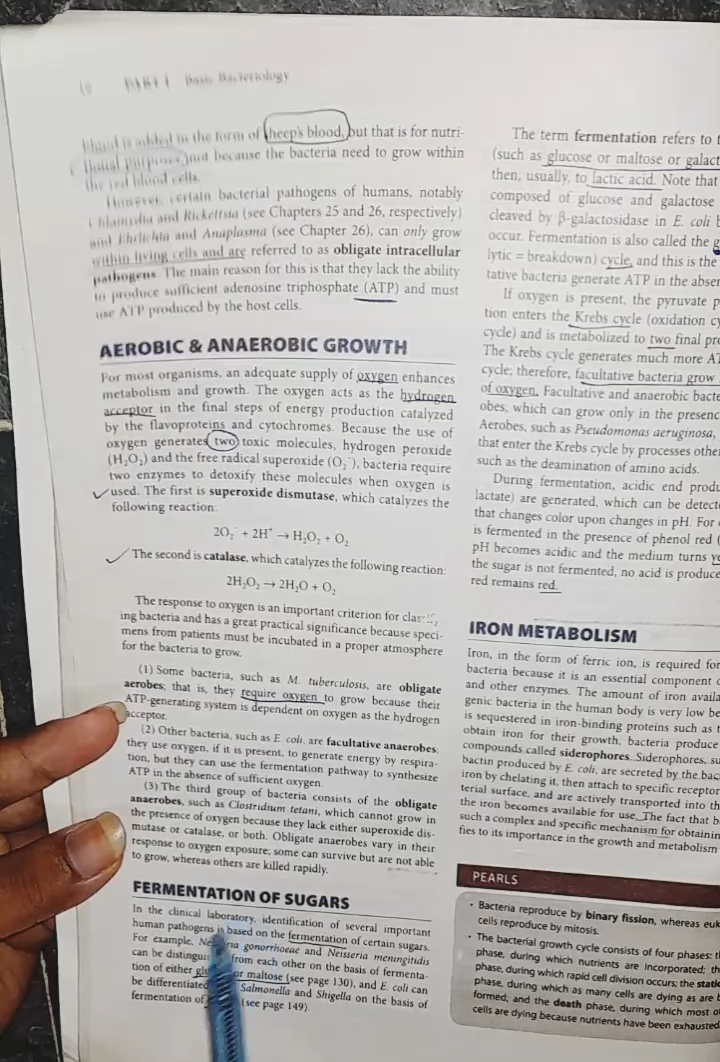 PART I Basic Bacteriology
blood is added in the form of sheep's blood, but that is for nutri-
tional purposes, not because the bacteria need to grow within
the red blood cells.
However, certain bacterial pathogens of humans, notably
Chlamydia and Rickettsia (see Chapters 25 and 26, respectively)
and Ehrlichia and Anaplasma (see Chapter 26), can only grow
within living cells and are referred to as obligate intracellular
pathogens. The main reason for this is that they lack the ability
to produce sufficient adenosine triphosphate (ATP) and must
use ATP produced by the host cells.
AEROBIC & ANAEROBIC GROWTH
For most organisms, an adequate supply of oxygen enhances
metabolism and growth. The oxygen acts as the hydrogen
acceptor in the final steps of energy production catalyzed
by the flavoproteins and cytochromes. Because the use of
oxygen generates two toxic molecules, hydrogen peroxide
(H₂O₂) and the free radical superoxide (O₂⁻), bacteria require
two enzymes to detoxify these molecules when oxygen is
used. The first is superoxide dismutase, which catalyzes the
following reaction:
2O₂⁻ + 2H⁺ → H₂O₂ + O₂
The second is catalase, which catalyzes the following reaction:
2H₂O₂ → 2H₂O + O₂
The response to oxygen is an important criterion for
ing bacteria and has a great practical significance because speci-
mens from patients must be incubated in a proper atmosphere
for the bacteria to grow.
(1) Some bacteria, such as M. tuberculosis, are obligate
aerobes; that is, they require oxygen to grow because their
ATP-generating system is dependent on oxygen as the hydrogen
acceptor.
(2) Other bacteria, such as E. coli, are facultative anaerobes;
they use oxygen, if it is present, to generate energy by respira-
tion, but they can use the fermentation pathway to synthesize
ATP in the absence of sufficient oxygen.
(3) The third group of bacteria consists of the obligate
anaerobes, such as Clostridium tetani, which cannot grow in
the presence of oxygen because they lack either superoxide dis-
mutase or catalase, or both. Obligate anaerobes vary in their
response to oxygen exposure; some can survive but are not able
to grow, whereas others are killed rapidly.
FERMENTATION OF SUGARS
In the clinical laboratory, identification of several important
human pathogens is based on the fermentation of certain sugars.
For example, Neisseria gonorrhoeae and Neisseria meningitidis
can be distinguished from each other on the basis of fermenta-
tion of either or maltose (see page 130), and E. coli can
be differentiated Salmonella and Shigella on the basis of
fermentation of (see page 149).
The term fermentation refers to
(such as glucose or maltose or galact
then, usually, to lactic acid. Note that
composed of glucose and galactose
cleaved by β-galactosidase in E. coli
occur. Fermentation is also called the
lytic = breakdown) cycle, and this is the
tative bacteria generate ATP in the absen
If oxygen is present, the pyruvate p
tion enters the Krebs cycle (oxidation cy
cycle) and is metabolized to two final pro
The Krebs cycle generates much more AT
cycle; therefore, facultative bacteria grow
of oxygen. Facultative and anaerobic bacte
obes, which can grow only in the presenc
Aerobes, such as Pseudomonas aeruginosa,
that enter the Krebs cycle by processes othe
such as the deamination of amino acids.
During fermentation, acidic end produ
lactate) are generated, which can be detect
that changes color upon changes in pH. For
is fermented in the presence of phenol red (
pH becomes acidic and the medium turns ye
the sugar is not fermented, no acid is produce
red remains red.
IRON METABOLISM
Iron, in the form of ferric ion, is required for
bacteria because it is an essential component
and other enzymes. The amount of iron availa
genic bacteria in the human body is very low be
is sequestered in iron-binding proteins such as t
obtain iron for their growth, bacteria produce
compounds called siderophores. Siderophores, su
bactin produced by E. coli, are secreted by the bac
iron by chelating it, then attach to specific receptor
terial surface, and are actively transported into th
the iron becomes available for use. The fact that b
such a complex and specific mechanism for obtainin
fies to its importance in the growth and metabolism
PEARLS
• Bacteria reproduce by binary fission, whereas euk
cells reproduce by mitosis.
• The bacterial growth cycle consists of four phases: t
phase, during which nutrients are incorporated; th
phase, during which rapid cell division occurs; the static
phase, during which as many cells are dying as are b
formed; and the death phase, during which most o
cells are dying because nutrients have been exhausted